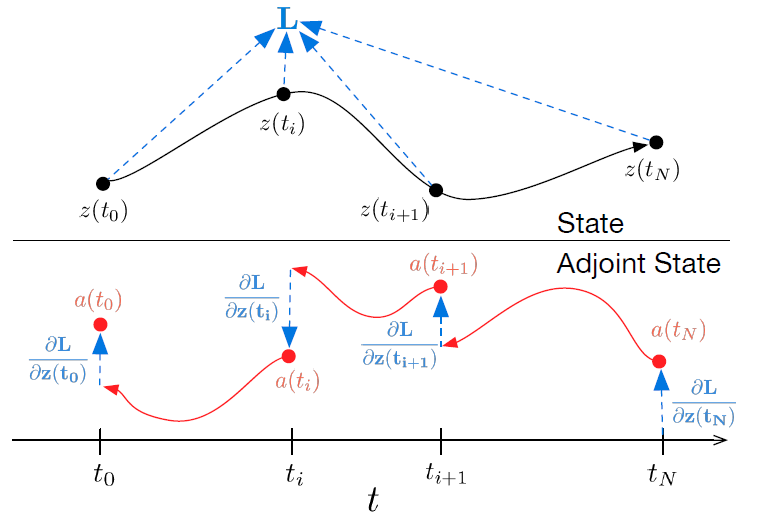 L
z(t_i)
z(t_0)
z(t_{i+1})
z(t_N)
State
Adjoint State
a(t_0)
∂L
∂z(t_0)
∂L
∂z(t_i)
a(t_i)
a(t_{i+1})
∂L
∂z(t_{i+1})
a(t_N)
∂L
∂z(t_N)
t_0
t_i
t_{i+1}
t_N
t